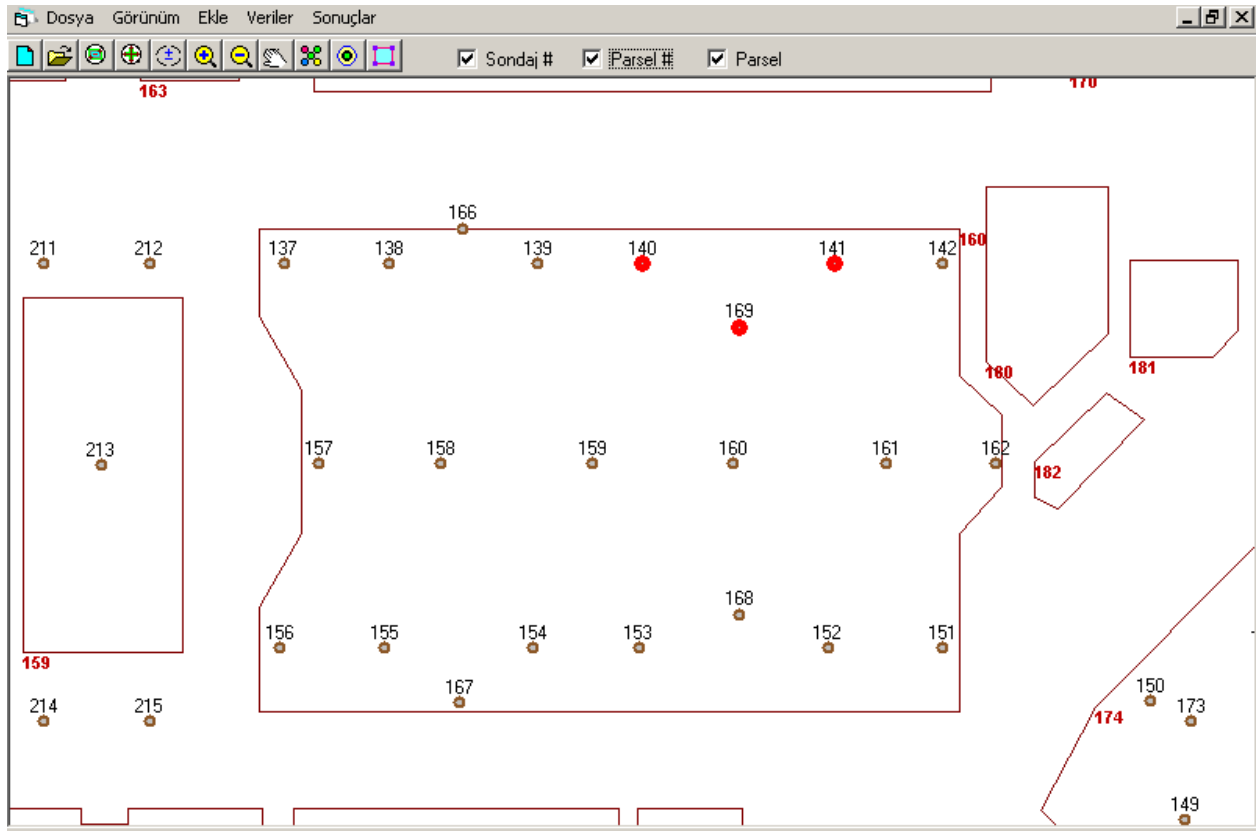 Dosya Görünüm Ekle Veriler Sonuçlar
Sondaj # Parsel # Parsel
163 170
166
211 212 137 138 139 140 141 142 160
169
180 181
213 157 158 159 160 161 162
182
168
156 155 154 153 152 151
159
167
214 215 150 173
174
149